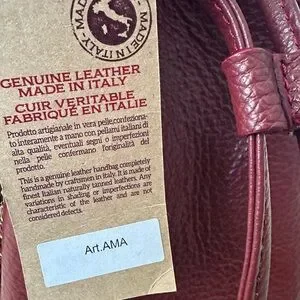 MADE IN ITALY
MADE IN ITALY
GENUINE LEATHER
MADE IN ITALY
CUIR VERITABLE
FABRIQUE EN ITALIE
Prodotto artigianale in vera pelle,confeziona-
to interamente a mano con pellami italiani di
alta qualità, eventuali segni o imperfezioni
nella pelle confermano l'originalità del
prodotto.
This is a genuine leather handbag completely
handmade by craftsmen in Italy. It is made of
finest Italian naturally tanned leathers. Any
variations in shading or imperfections are
characteristic of the leather and are not
considered defects.
Art.AMA